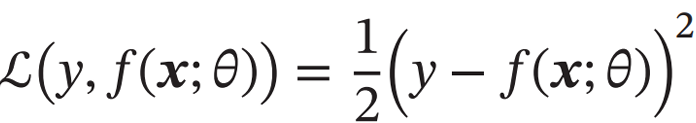 ℒ(y, f(𝒙; θ)) = 1/2 (y − f(𝒙; θ))²